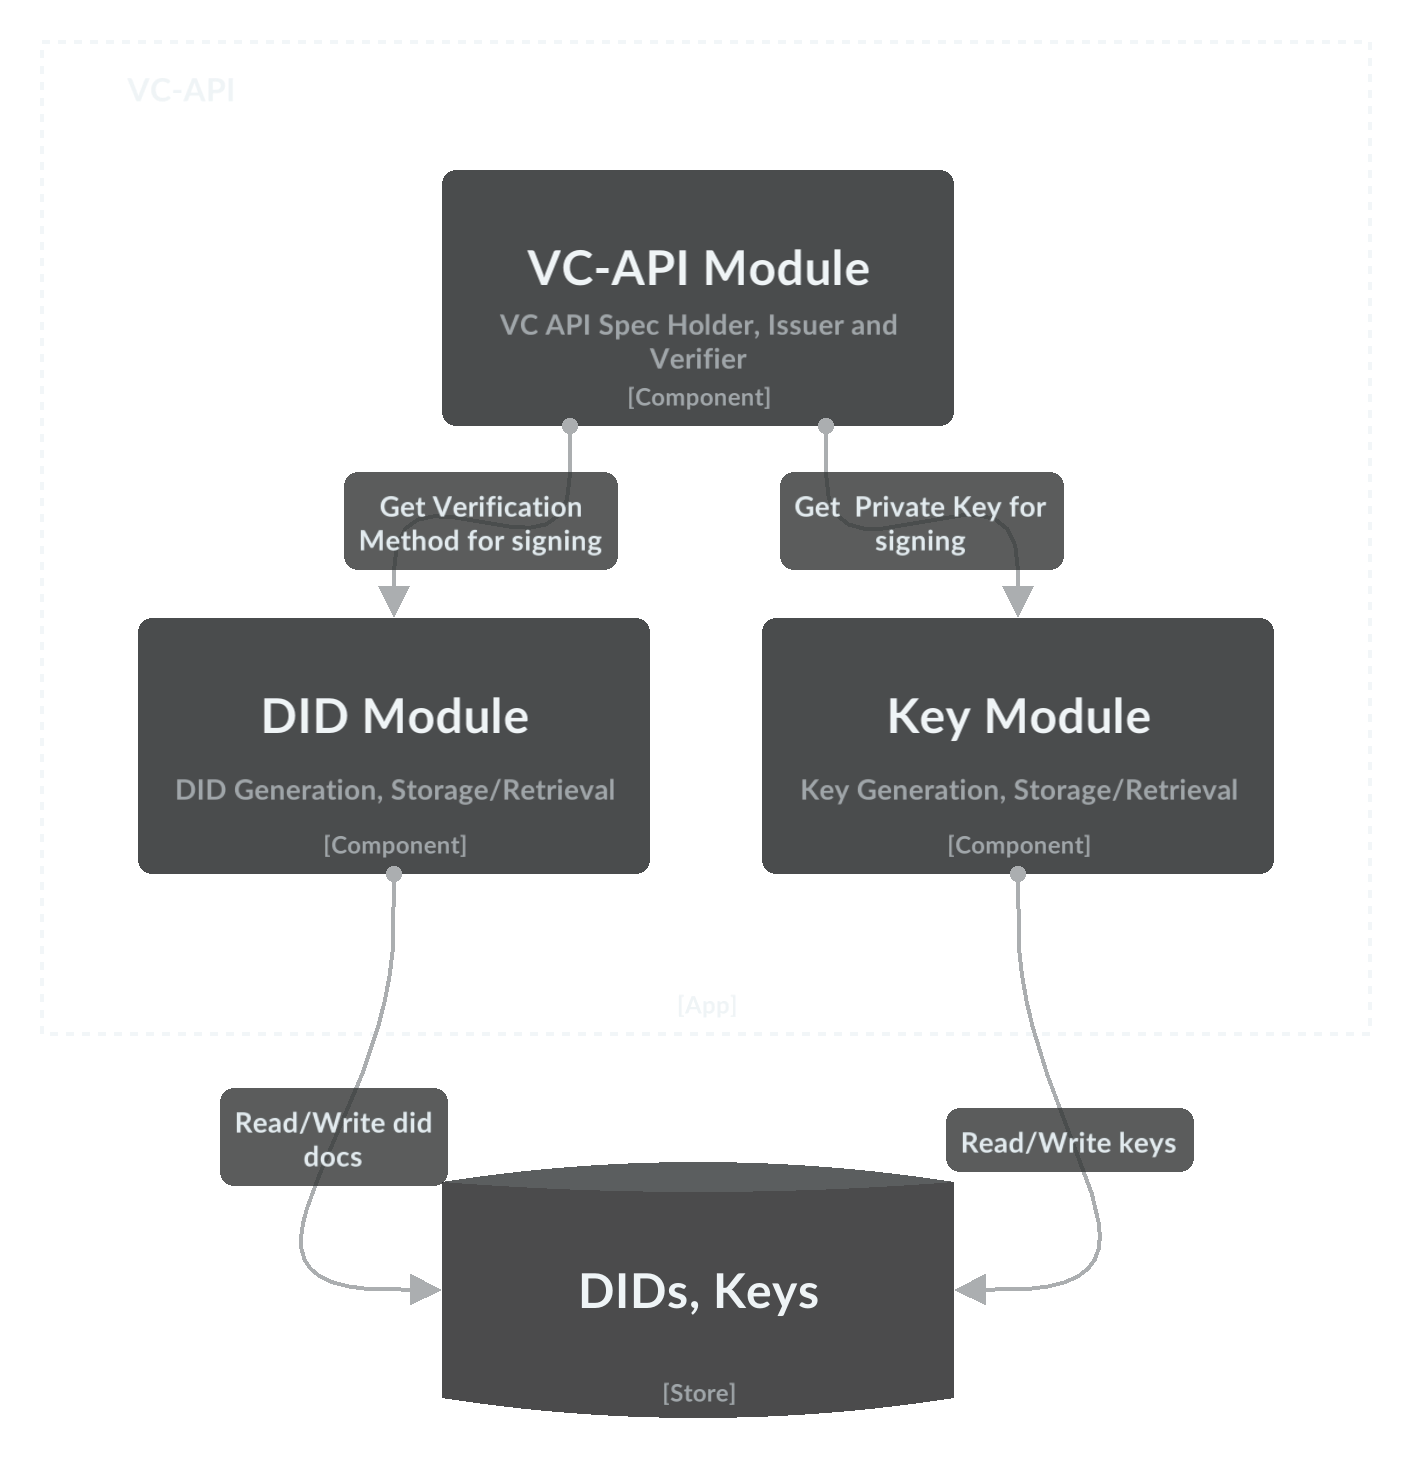 VC-API
VC-API Module
VC API Spec Holder, Issuer and
Verifier
[Component]
Get Verification
Method for signing
Get  Private Key for
signing
DID Module
DID Generation, Storage/Retrieval
[Component]
Key Module
Key Generation, Storage/Retrieval
[Component]
[App]
Read/Write did
docs
Read/Write keys
DIDs, Keys
[Store]